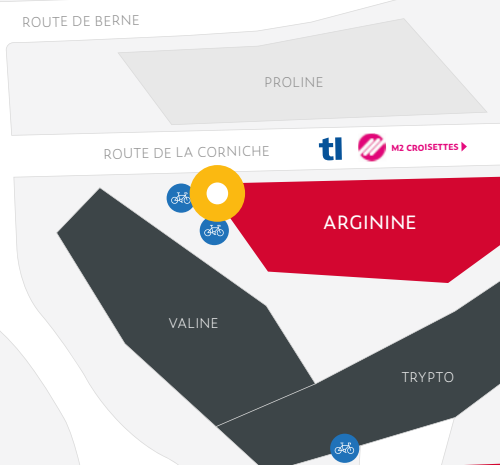 ROUTE DE BERNE
PROLINE
ROUTE DE LA CORNICHE
tl
M2 CROISETTES
ARGININE
VALINE
TRYPTO